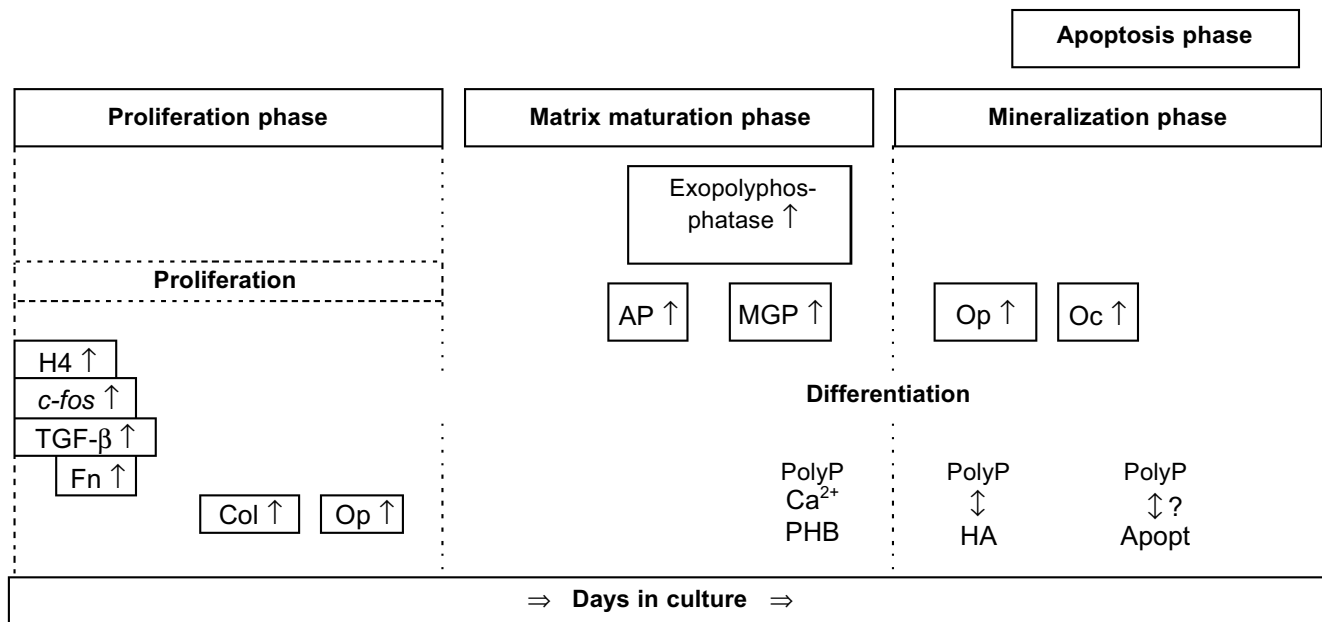 Apoptosis phase
Proliferation phase
Matrix maturation phase
Mineralization phase
Exopolyphos-
phatase ↑
Proliferation
AP ↑
MGP ↑
Op ↑
Oc ↑
H4 ↑
c-fos ↑
Differentiation
TGF-β ↑
Fn ↑
Col ↑
Op ↑
PolyP
Ca²⁺
PHB
PolyP
↕
HA
PolyP
↕ ?
Apopt
⇒ Days in culture ⇒